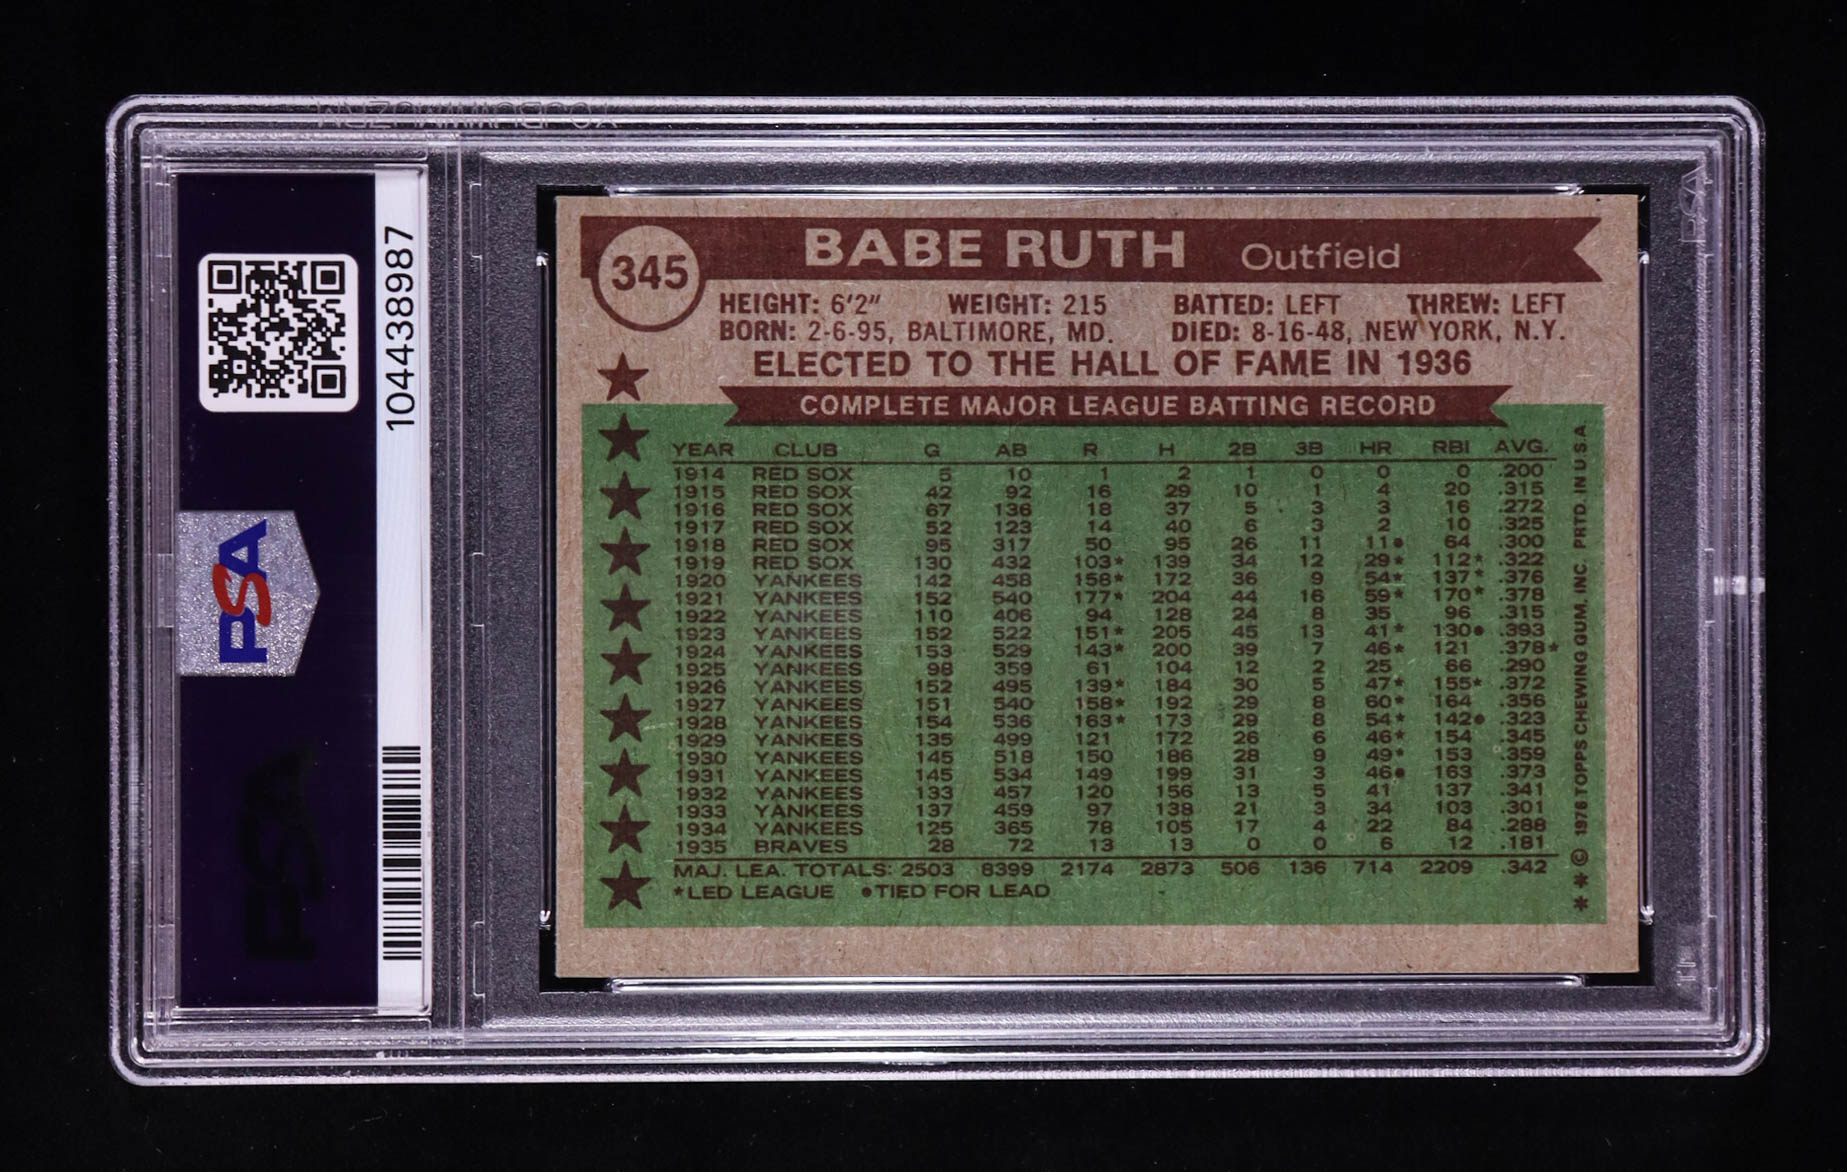 345
BABE RUTH Outfield
HEIGHT: 6'2" WEIGHT: 215 BATTED: LEFT THREW: LEFT
BORN: 2-6-95, BALTIMORE, MD. DIED: 8-16-48, NEW YORK, N.Y.
ELECTED TO THE HALL OF FAME IN 1936
COMPLETE MAJOR LEAGUE BATTING RECORD
YEAR CLUB G AB R H 2B 3B HR RBI AVG.
1914 RED SOX 5 10 1 2 1 0 0 0 .200
1915 RED SOX 42 92 16 29 10 1 4 20 .315
1916 RED SOX 67 136 18 37 5 3 3 16 .272
1917 RED SOX 52 123 14 40 6 3 2 10 .325
1918 RED SOX 95 317 50 95 26 11 11• 64 .300
1919 RED SOX 130 432 103* 139 34 12 29* 112* .322
1920 YANKEES 142 458 158* 172 36 9 54* 137* .376
1921 YANKEES 152 540 177* 204 44 16 59* 170* .378
1922 YANKEES 110 406 94 128 24 8 35 96 .315
1923 YANKEES 152 522 151* 205 45 13 41* 130• .393
1924 YANKEES 153 529 143* 200 39 7 46* 121 .378*
1925 YANKEES 98 359 61 104 12 2 25 66 .290
1926 YANKEES 152 495 139* 184 30 5 47* 155* .372
1927 YANKEES 151 540 158* 192 29 8 60* 164 .356
1928 YANKEES 154 536 163* 173 29 8 54* 142• .323
1929 YANKEES 135 499 121 172 26 6 46* 154 .345
1930 YANKEES 145 518 150 186 28 9 49* 153 .359
1931 YANKEES 145 534 149 199 31 3 46• 163 .373
1932 YANKEES 133 457 120 156 13 5 41 137 .341
1933 YANKEES 137 459 97 138 21 3 34 103 .301
1934 YANKEES 125 365 78 105 17 4 22 84 .288
1935 BRAVES 28 72 13 13 0 0 6 12 .181
MAJ. LEA. TOTALS: 2503 8399 2174 2873 506 136 714 2209 .342
*LED LEAGUE •TIED FOR LEAD
* * © 1976 TOPPS CHEWING GUM, INC. PRTD. IN U.S.A.
104438987
PSA
PSA